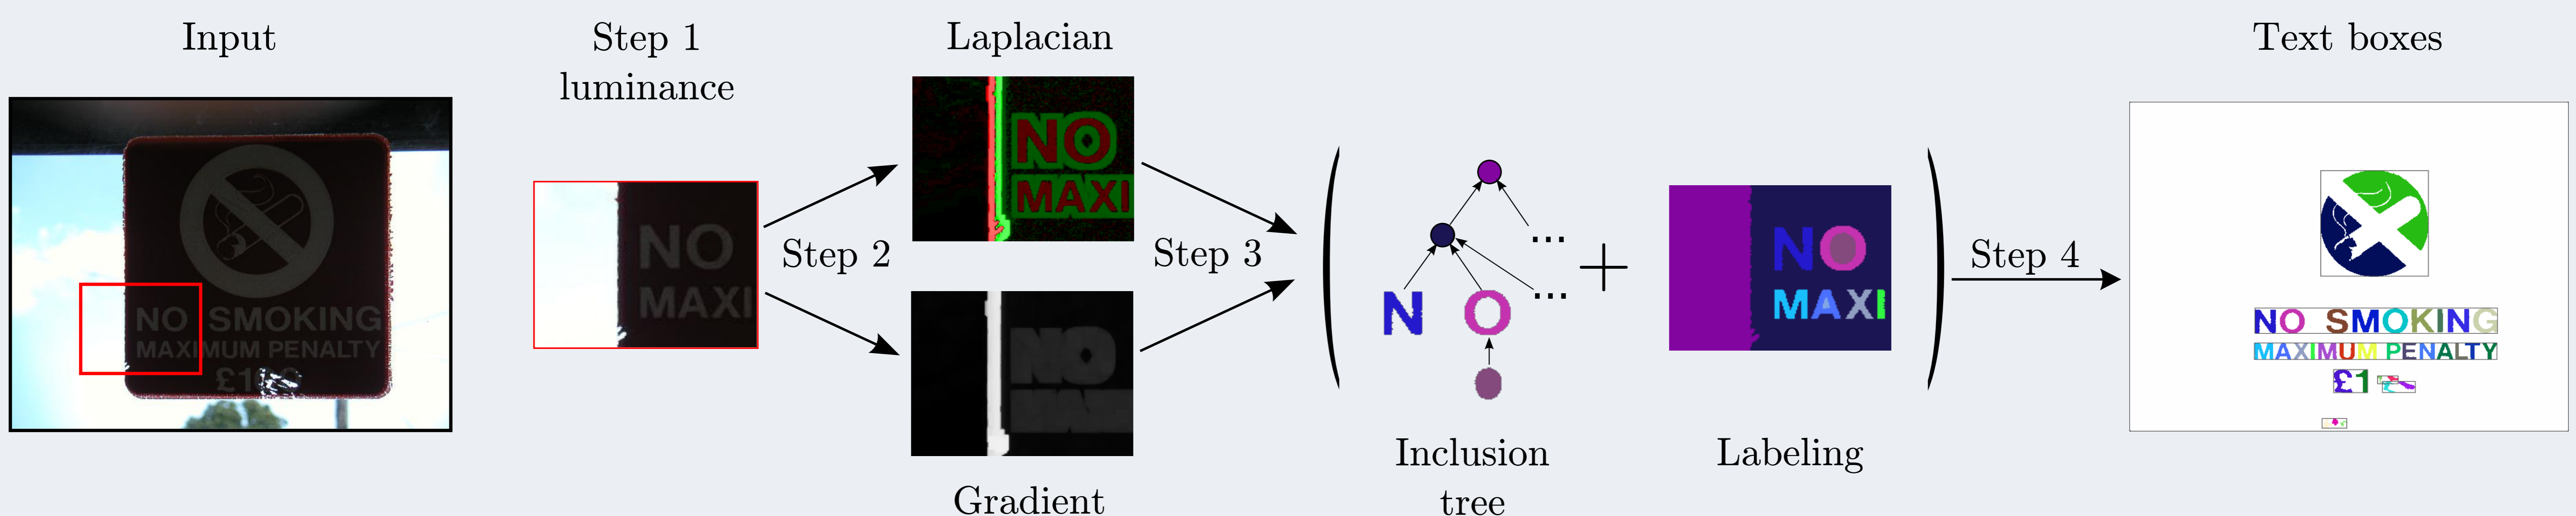 Input
NO SMOKING
MAXIMUM PENALTY
Step 1
luminance
NO
MAXI
Step 2
Laplacian
NO
MAXI
NO
Gradient
Step 3
...
...
N O
Inclusion
tree
+
NO
MAXI
Labeling
Step 4
Text boxes
NO SMOKING
MAXIMUM PENALTY
£1